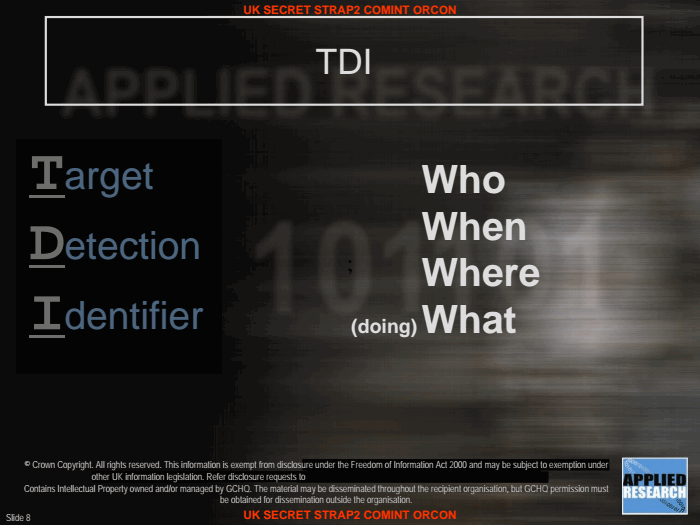 UK SECRET STRAP2 COMINT ORCON
TDI
APPLIED RESEARCH
Target
Detection
Identifier
Who
When
Where
(doing) What
© Crown Copyright. All rights reserved. This information is exempt from disclosure under the Freedom of Information Act 2000 and may be subject to exemption under
other UK information legislation. Refer disclosure requests to
Contains Intellectual Property owned and/or managed by GCHQ. The material may be disseminated throughout the recipient organisation, but GCHQ permission must
be obtained for dissemination outside the organisation.
APPLIED
RESEARCH
Slide 8
UK SECRET STRAP2 COMINT ORCON